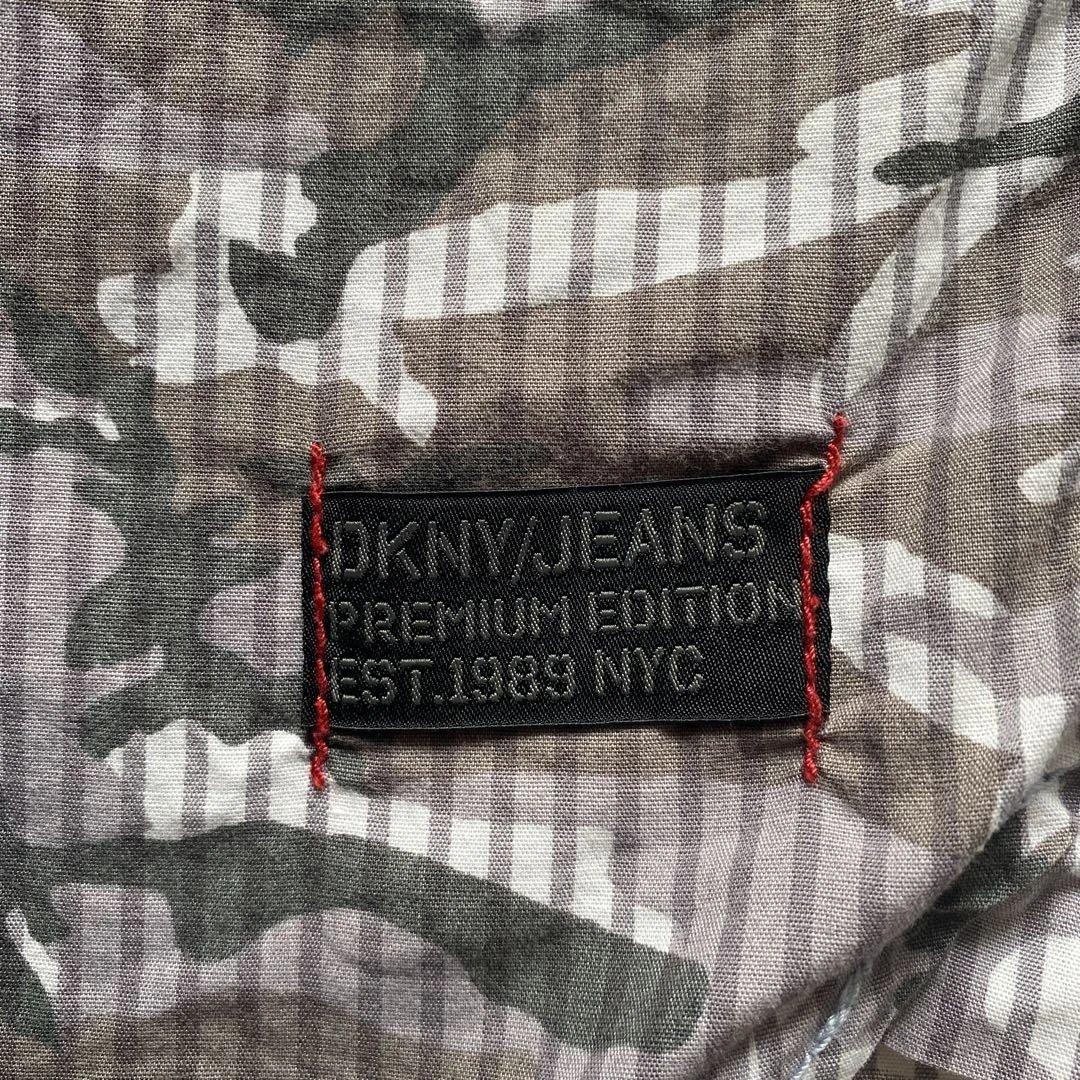 DKNY/JEANS
PREMIUM EDITION
EST.1989 NYC